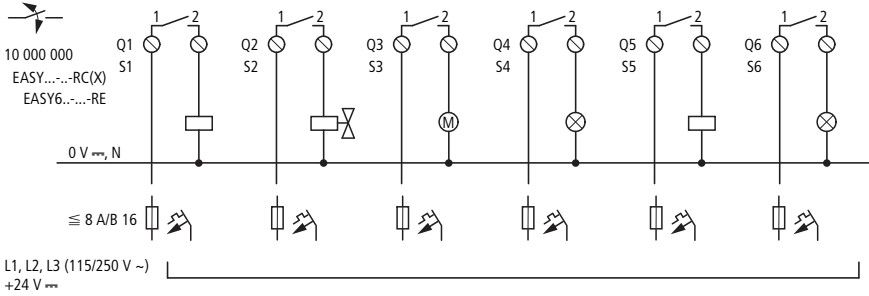 1 2 1 2 1 2 1 2 1 2 1 2
Q1 Q2 Q3 Q4 Q5 Q6
10 000 000
S1 S2 S3 S4 S5 S6
EASY...-..-RC(X)
EASY6..-...-RE
M
0 V ⎓, N
≦ 8 A/B 16
L1, L2, L3 (115/250 V ~)
+24 V ⎓